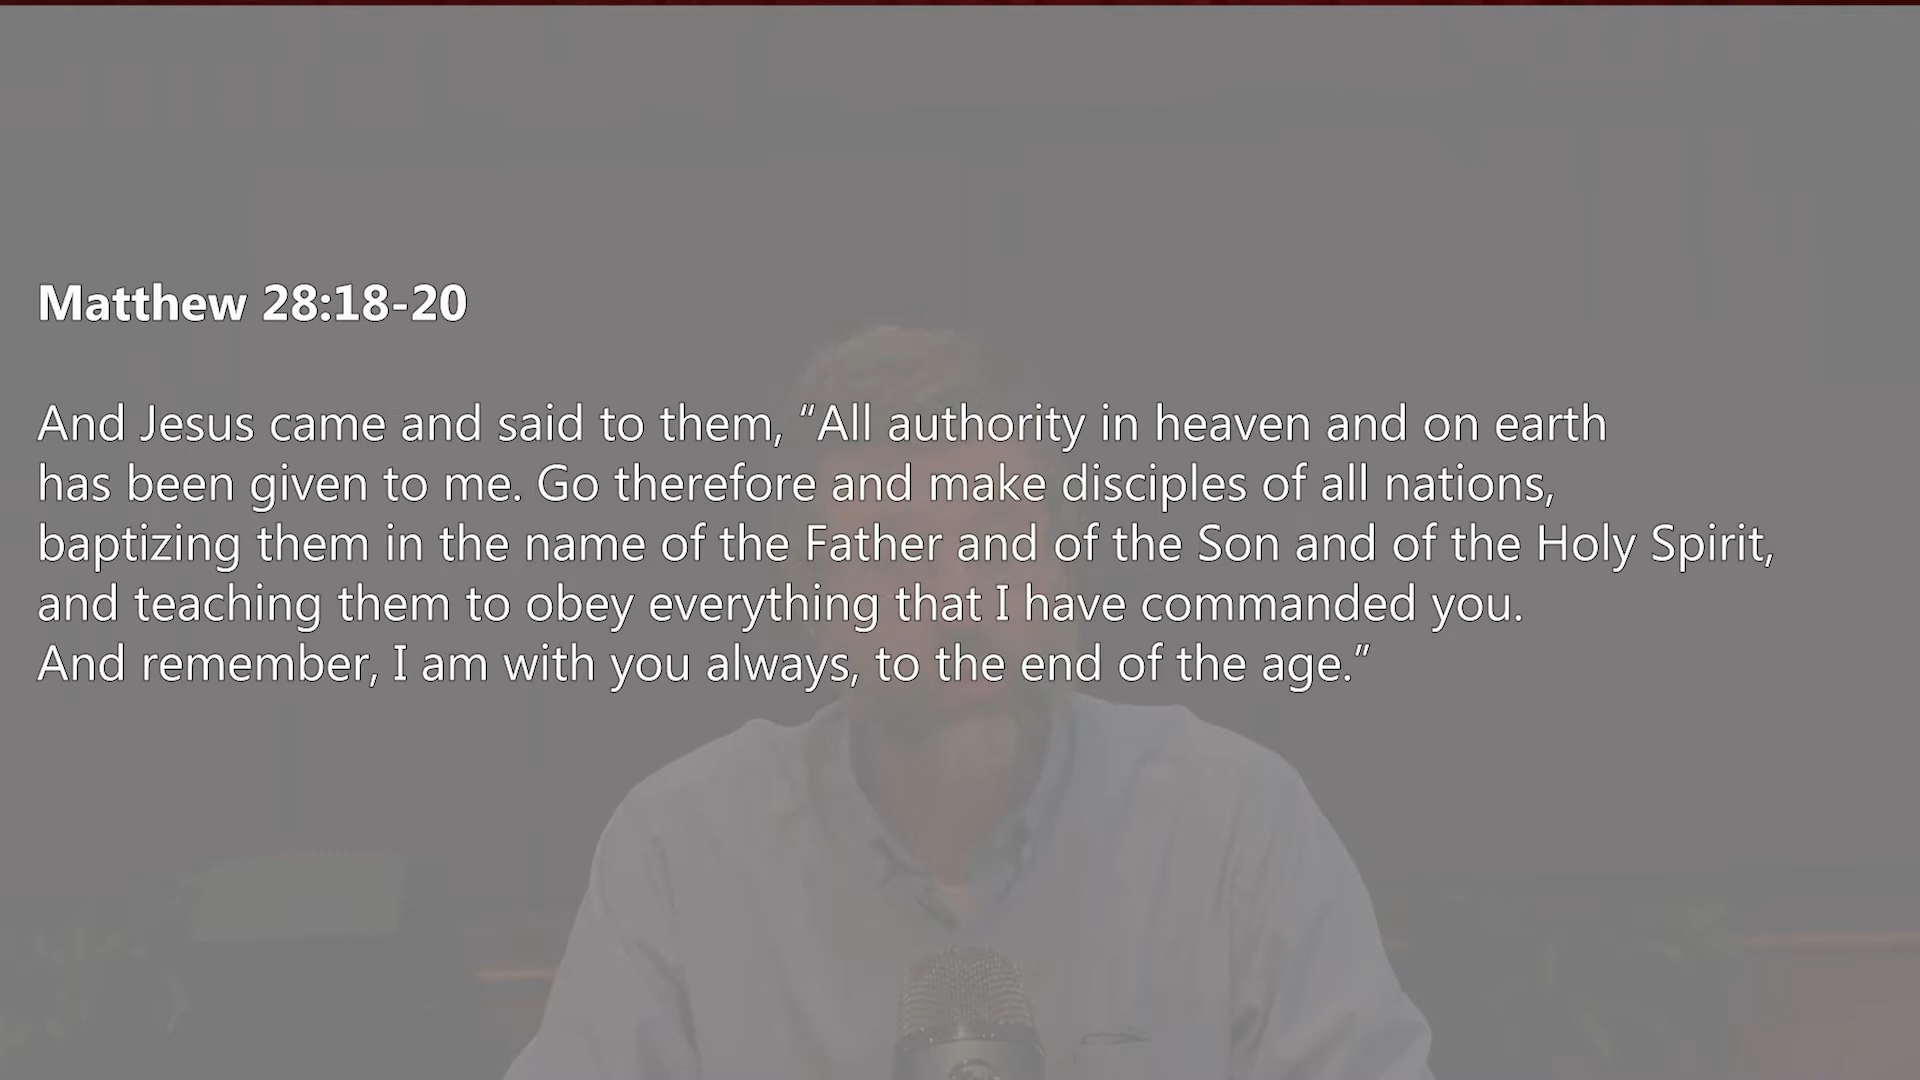 Matthew 28:18-20
And Jesus came and said to them, “All authority in heaven and on earth
has been given to me. Go therefore and make disciples of all nations,
baptizing them in the name of the Father and of the Son and of the Holy Spirit,
and teaching them to obey everything that I have commanded you.
And remember, I am with you always, to the end of the age.”